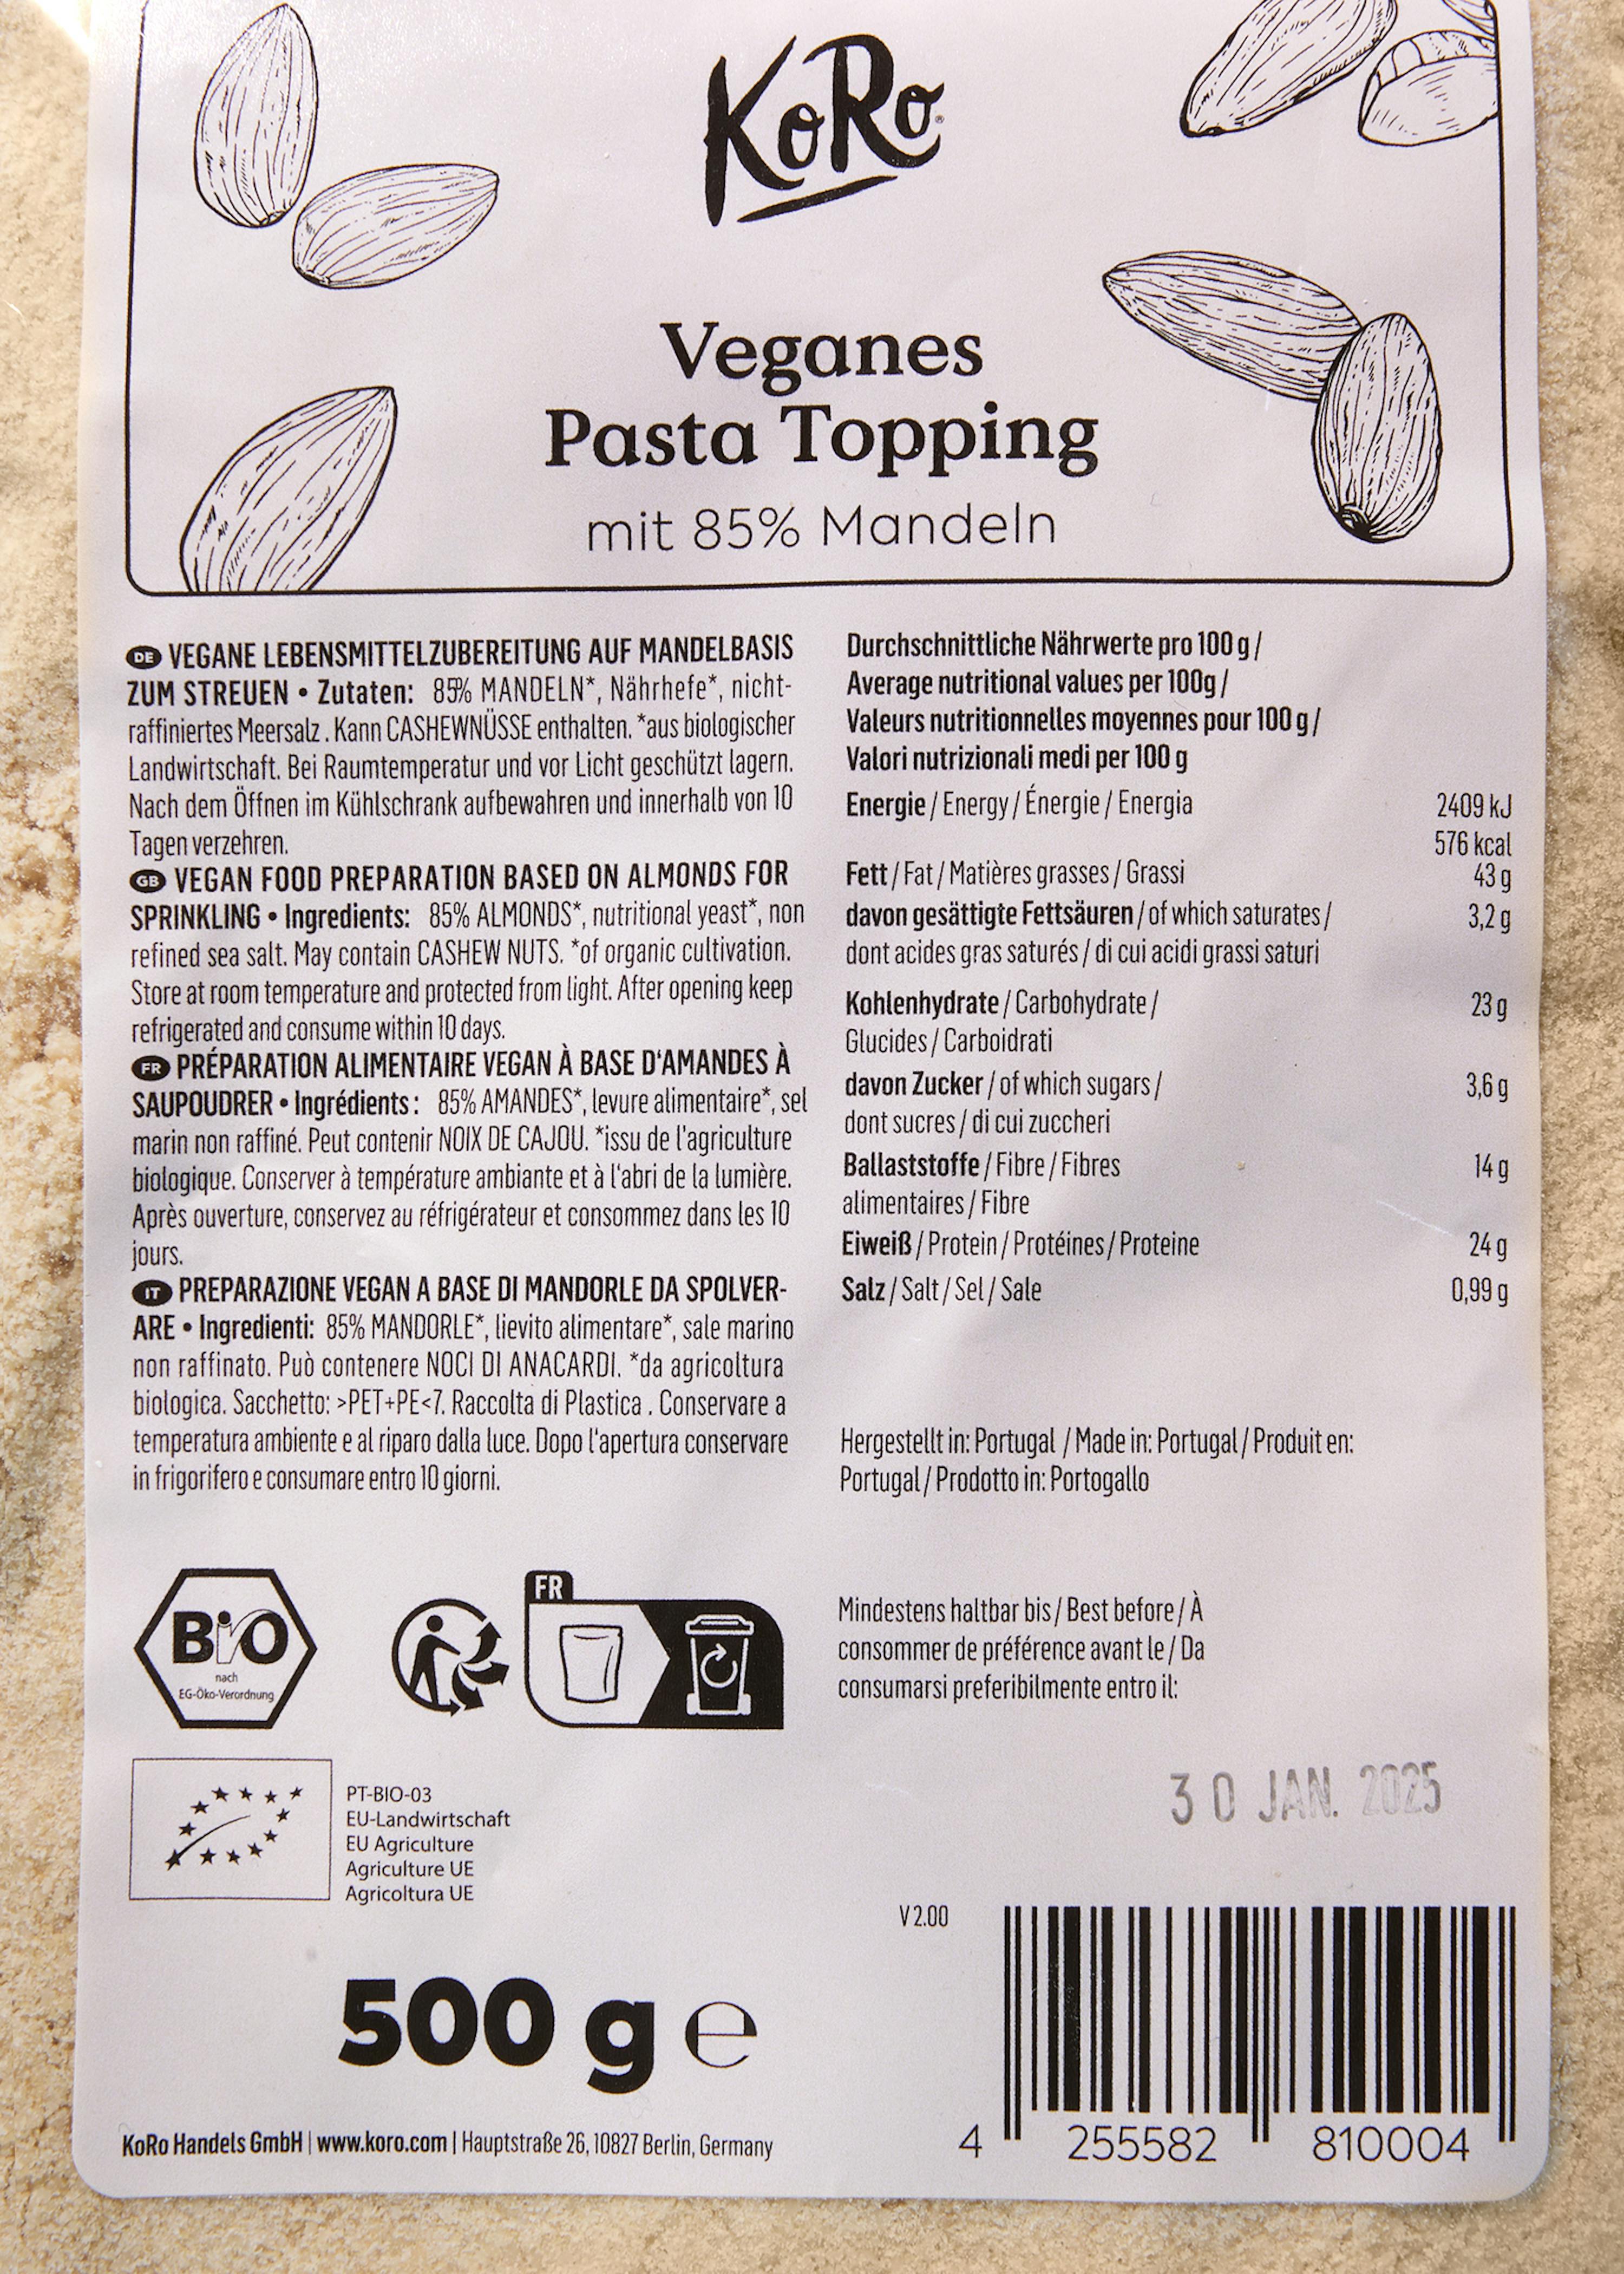 KoRo®
Veganes
Pasta Topping
mit 85% Mandeln
DE VEGANE LEBENSMITTELZUBEREITUNG AUF MANDELBASIS
ZUM STREUEN • Zutaten: 85% MANDELN*, Nährhefe*, nicht-
raffiniertes Meersalz . Kann CASHEWNÜSSE enthalten. *aus biologischer
Landwirtschaft. Bei Raumtemperatur und vor Licht geschützt lagern.
Nach dem Öffnen im Kühlschrank aufbewahren und innerhalb von 10
Tagen verzehren.
GB VEGAN FOOD PREPARATION BASED ON ALMONDS FOR
SPRINKLING • Ingredients: 85% ALMONDS*, nutritional yeast*, non
refined sea salt. May contain CASHEW NUTS. *of organic cultivation.
Store at room temperature and protected from light. After opening keep
refrigerated and consume within 10 days.
FR PRÉPARATION ALIMENTAIRE VEGAN À BASE D'AMANDES À
SAUPOUDRER • Ingrédients : 85% AMANDES*, levure alimentaire*, sel
marin non raffiné. Peut contenir NOIX DE CAJOU. *issu de l'agriculture
biologique. Conserver à température ambiante et à l'abri de la lumière.
Après ouverture, conservez au réfrigérateur et consommez dans les 10
jours.
IT PREPARAZIONE VEGAN A BASE DI MANDORLE DA SPOLVER-
ARE • Ingredienti: 85% MANDORLE*, lievito alimentare*, sale marino
non raffinato. Può contenere NOCI DI ANACARDI. *da agricoltura
biologica. Sacchetto: >PET+PE<7. Raccolta di Plastica . Conservare a
temperatura ambiente e al riparo dalla luce. Dopo l'apertura conservare
in frigorifero e consumare entro 10 giorni.
Durchschnittliche Nährwerte pro 100 g /
Average nutritional values per 100g /
Valeurs nutritionnelles moyennes pour 100 g /
Valori nutrizionali medi per 100 g
Energie / Energy / Énergie / Energia 2409 kJ
576 kcal
Fett / Fat / Matières grasses / Grassi 43 g
davon gesättigte Fettsäuren / of which saturates / 3,2 g
dont acides gras saturés / di cui acidi grassi saturi
Kohlenhydrate / Carbohydrate / 23 g
Glucides / Carboidrati
davon Zucker / of which sugars / 3,6 g
dont sucres / di cui zuccheri
Ballaststoffe / Fibre / Fibres 14 g
alimentaires / Fibre
Eiweiß / Protein / Protéines / Proteine 24 g
Salz / Salt / Sel / Sale 0,99 g
Hergestellt in: Portugal / Made in: Portugal / Produit en:
Portugal / Prodotto in: Portogallo
BiO
nach
EG-Öko-Verordnung
FR
Mindestens haltbar bis / Best before / À
consommer de préférence avant le / Da
consumarsi preferibilmente entro il:
30 JAN. 2025
PT-BIO-03
EU-Landwirtschaft
EU Agriculture
Agriculture UE
Agricoltura UE
V 2.00
500 g e
KoRo Handels GmbH | www.koro.com | Hauptstraße 26, 10827 Berlin, Germany
4 255582 810004